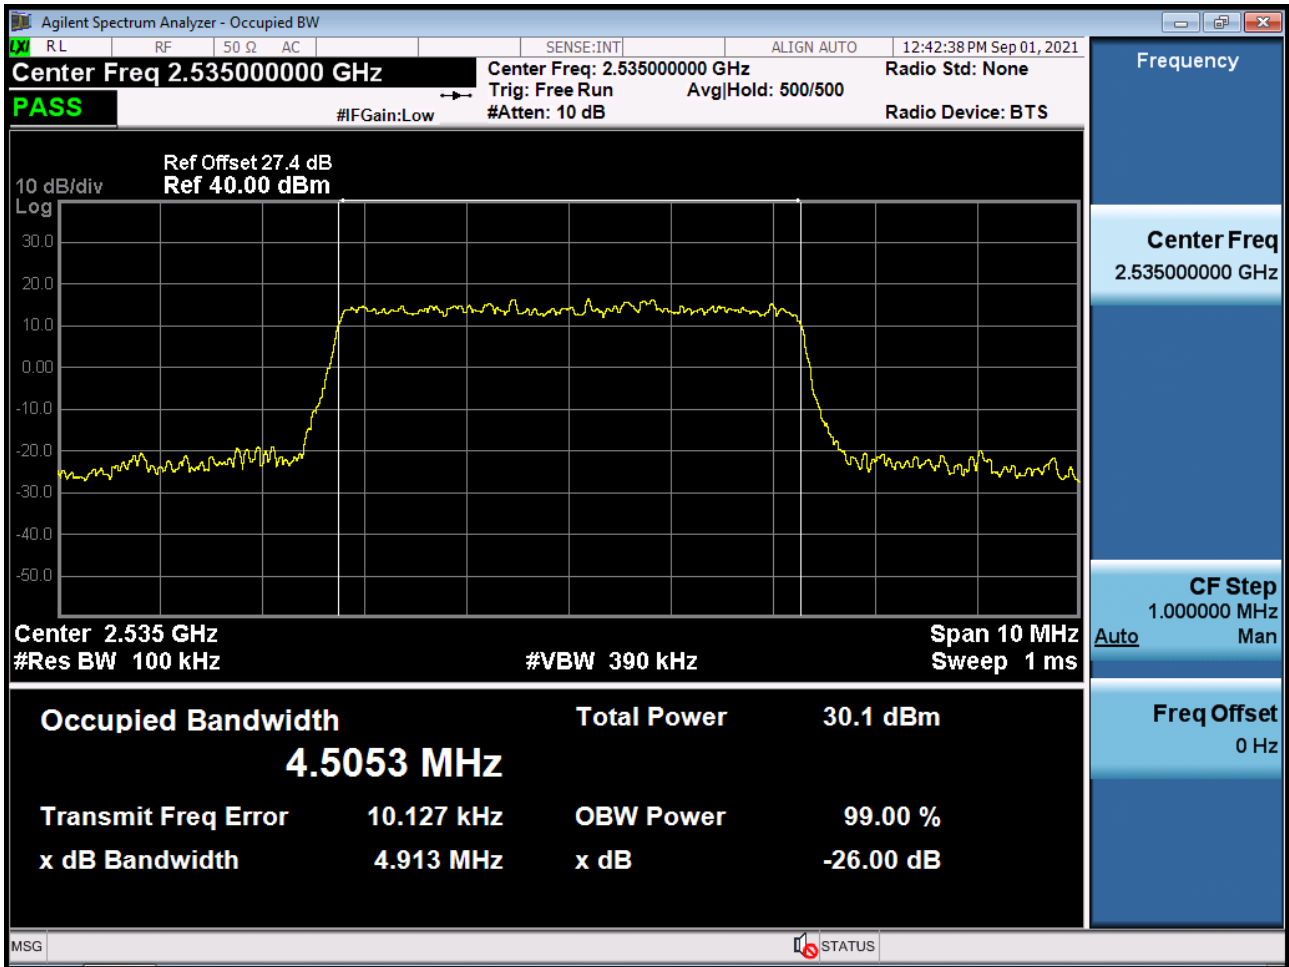 Agilent Spectrum Analyzer - Occupied BW
LXI RL RF 50 Ω AC SENSE:INT ALIGN AUTO 12:42:38 PM Sep 01, 2021
Center Freq 2.535000000 GHz
Center Freq: 2.535000000 GHz
Radio Std: None
Trig: Free Run Avg|Hold: 500/500
PASS
#IFGain:Low
#Atten: 10 dB
Radio Device: BTS
Ref Offset 27.4 dB
10 dB/div Ref 40.00 dBm
Log
30.0
20.0
10.0
0.00
-10.0
-20.0
-30.0
-40.0
-50.0
Center 2.535 GHz Span 10 MHz
#Res BW 100 kHz #VBW 390 kHz Sweep 1 ms
Occupied Bandwidth Total Power 30.1 dBm
4.5053 MHz
Transmit Freq Error 10.127 kHz OBW Power 99.00 %
x dB Bandwidth 4.913 MHz x dB -26.00 dB
MSG STATUS
Frequency
Center Freq
2.535000000 GHz
CF Step
1.000000 MHz
Auto Man
Freq Offset
0 Hz